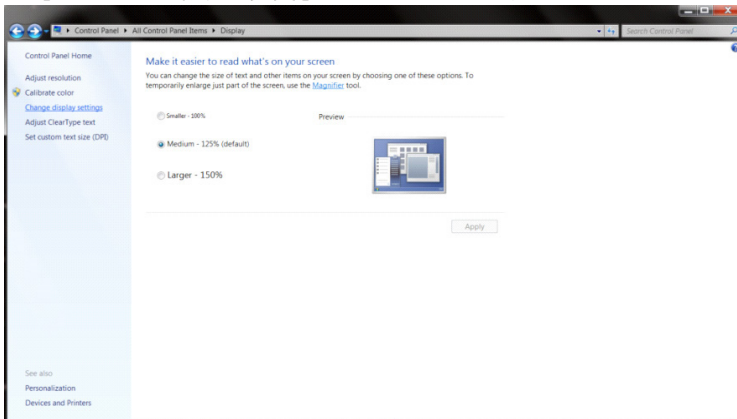 Control Panel ▸ All Control Panel Items ▸ Display
Search Control Panel
Control Panel Home
Adjust resolution
Calibrate color
Change display settings
Adjust ClearType text
Set custom text size (DPI)
Make it easier to read what's on your screen
You can change the size of text and other items on your screen by choosing one of these options. To
temporarily enlarge just part of the screen, use the Magnifier tool.
Smaller - 100%
Preview
Medium - 125% (default)
Larger - 150%
Apply
See also
Personalization
Devices and Printers